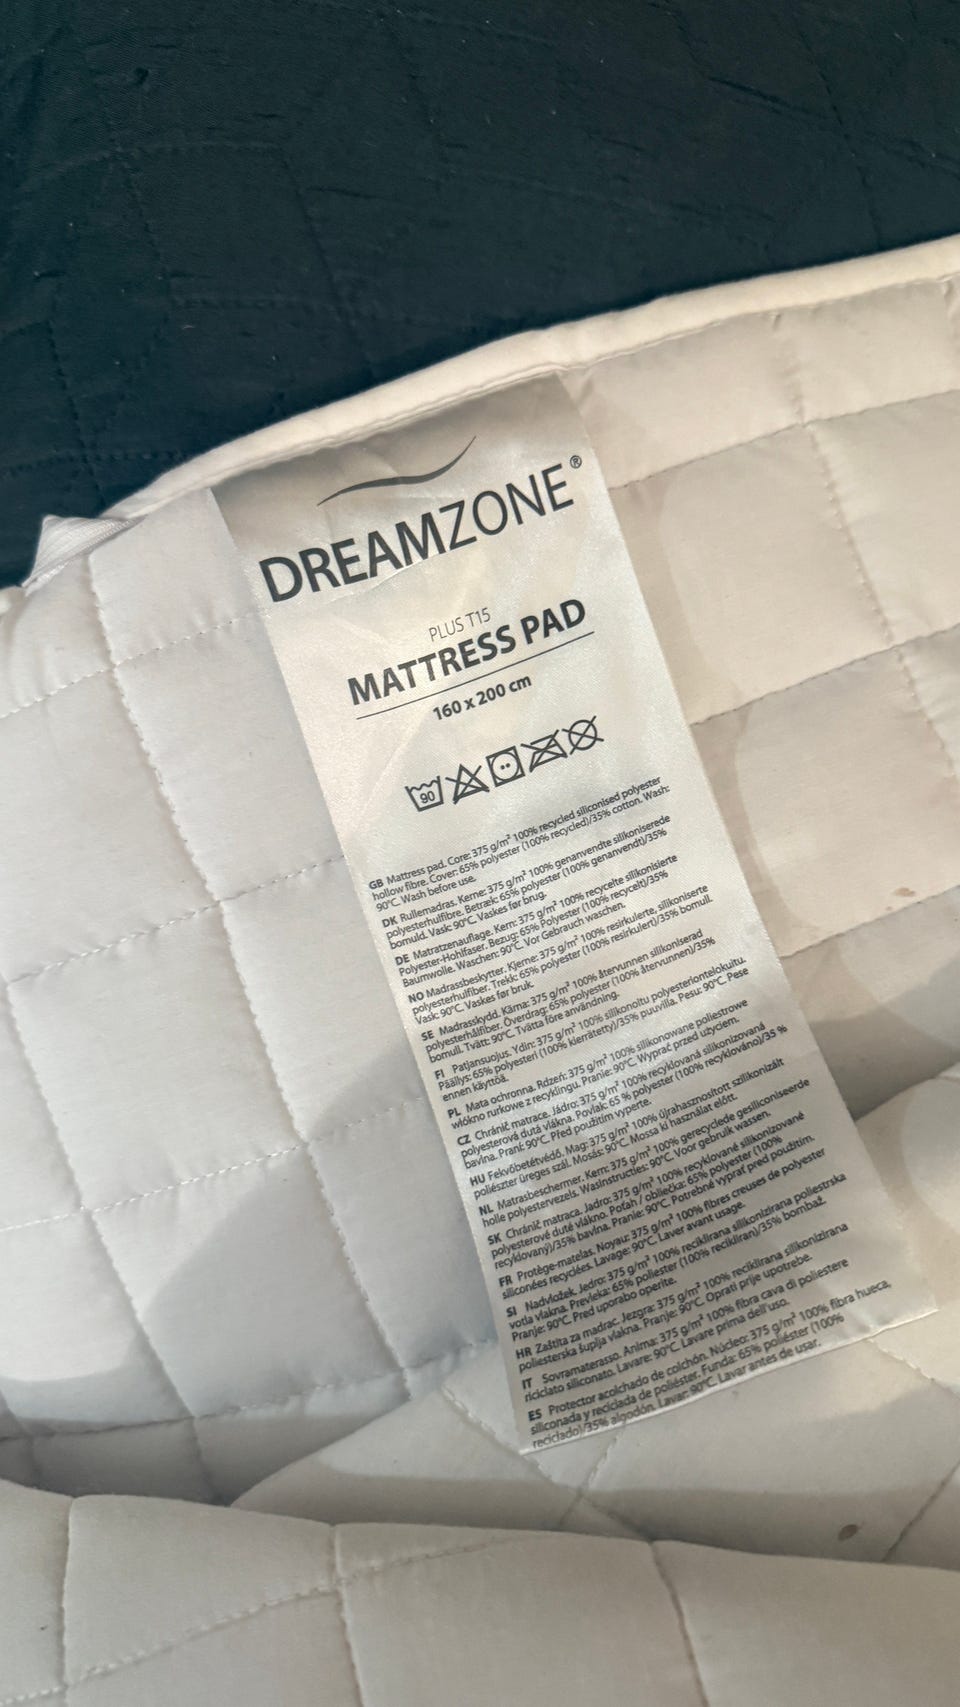 DREAMZONE®
PLUS T15
MATTRESS PAD
160 x 200 cm
90
GB Mattress pad. Core: 375 g/m² 100% recycled siliconised polyester
hollow fibre. Cover: 65% polyester (100% recycled)/35% cotton. Wash:
90°C. Wash before use.
DK Rullemadras. Kerne: 375 g/m² 100% genanvendte silikoniserede
polyesterhulfibre. Betræk: 65% polyester (100% genanvendt)/35%
bomuld. Vask: 90°C. Vaskes før brug.
DE Matratzenauflage. Kern: 375 g/m² 100% recycelte silikonisierte
Polyester-Hohlfaser. Bezug: 65% Polyester (100% recycelt)/35%
Baumwolle. Waschen: 90°C. Vor Gebrauch waschen.
NO Madrassbeskytter. Kjerne: 375 g/m² 100% resirkulerte, silikoniserte
polyesterhulfiber. Trekk: 65% polyester (100% resirkulert)/35% bomull.
Vask: 90°C. Vaskes før bruk.
SE Madrasskydd. Kärna: 375 g/m² 100% återvunnen silikoniserad
polyesterhålfiber. Överdrag: 65% polyester (100% återvunnen)/35%
bomull. Tvätt: 90°C. Tvätta före användning.
FI Patjansuojus. Ydin: 375 g/m² 100% silikonoitu polyesteriontelokuitu.
Päällys: 65% polyesteri (100% kierrätetty)/35% puuvilla. Pesu: 90°C. Pese
ennen käyttöä.
PL Mata ochronna. Rdzeń: 375 g/m² 100% silikonowane poliestrowe
włókno rurkowe z recyklingu. Pranie: 90°C. Wyprać przed użyciem.
CZ Chránič matrace. Jádro: 375 g/m² 100% recyklovaná silikonizovaná
polyesterová dutá vlákna. Povlak: 65 % polyester (100% recyklováno)/35 %
bavlna. Praní: 90°C. Před použitím vyperte.
HU Fekvőbetétvédő. Mag: 375 g/m² 100% újrahasznosított szilikonizált
poliészter üreges szál. Mosás: 90°C. Mossa ki használat előtt.
NL Matrasbeschermer. Kern: 375 g/m² 100% gerecyclede gesiliconiseerde
holle polyestervezels. Wasinstructies: 90°C. Voor gebruik wassen.
SK Chránič matraca. Jadro: 375 g/m² 100% recyklované silikonizované
polyesterové duté vlákno. Poťah / obliečka: 65% polyester (100%
recyklovaný)/35% bavlna. Pranie: 90°C. Potrebné vyprať pred použitím.
FR Protège-matelas. Noyau: 375 g/m² 100% fibres creuses de polyester
siliconées recyclées. Lavage: 90°C. Laver avant usage.
SI Nadvložek. Jedro: 375 g/m² 100% reciklirana silikonizirana poliestrska
votla vlakna. Prevleka: 65% poliester (100% recikliran)/35% bombaž.
Pranje: 90°C. Pred uporabo operite.
HR Zaštita za madrac. Jezgra: 375 g/m² 100% reciklirana silikonizirana
poliesterska šuplja vlakna. Pranje: 90°C. Oprati prije upotrebe.
IT Sovramaterasso. Anima: 375 g/m² 100% fibra cava di poliestere
riciclato siliconato. Lavare: 90°C. Lavare prima dell'uso.
ES Protector acolchado de colchón. Núcleo: 375 g/m² 100% fibra hueca,
siliconada y reciclada de poliéster. Funda: 65% poliéster (100%
reciclado)/35% algodón. Lavar: 90°C. Lavar antes de usar.